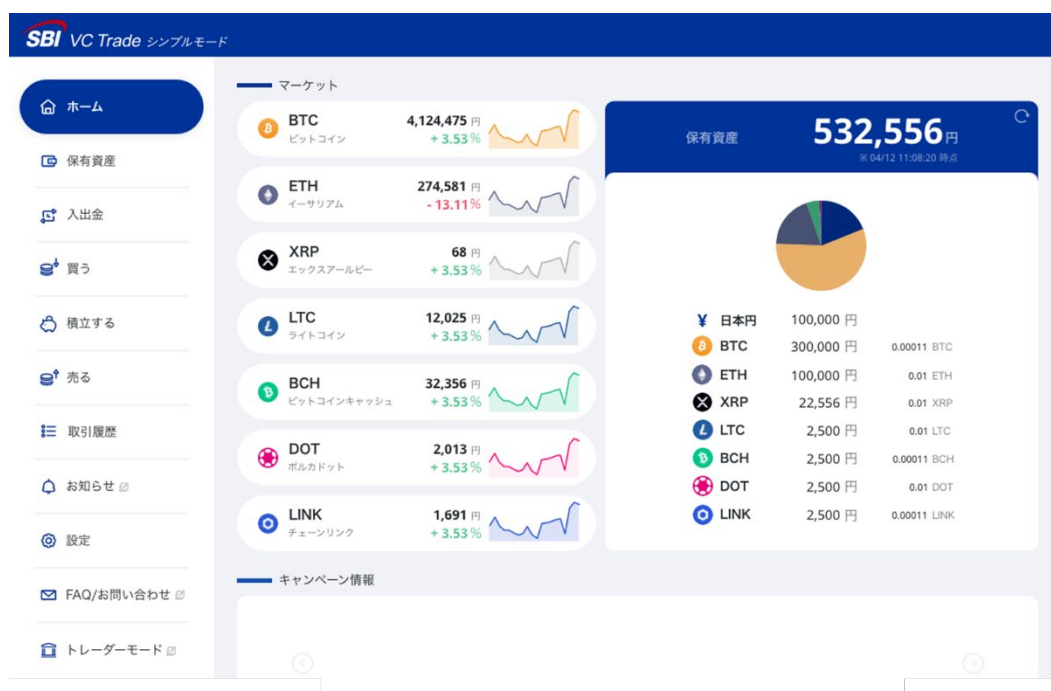 SBI VC Trade シンプルモード
ホーム
保有資産
入出金
買う
積立する
売る
取引履歴
お知らせ
設定
FAQ/お問い合わせ
トレーダーモード
マーケット
BTC 4,124,475 円
ビットコイン + 3.53%
ETH 274,581 円
イーサリアム - 13.11%
XRP 68 円
エックスアールピー + 3.53%
LTC 12,025 円
ライトコイン + 3.53%
BCH 32,356 円
ビットコインキャッシュ + 3.53%
DOT 2,013 円
ポルカドット + 3.53%
LINK 1,691 円
チェーンリンク + 3.53%
保有資産 532,556円
※ 04/12 11:08:20 時点
¥ 日本円 100,000 円
BTC 300,000 円 0.00011 BTC
ETH 100,000 円 0.01 ETH
XRP 22,556 円 0.01 XRP
LTC 2,500 円 0.01 LTC
BCH 2,500 円 0.00011 BCH
DOT 2,500 円 0.01 DOT
LINK 2,500 円 0.00011 LINK
キャンペーン情報